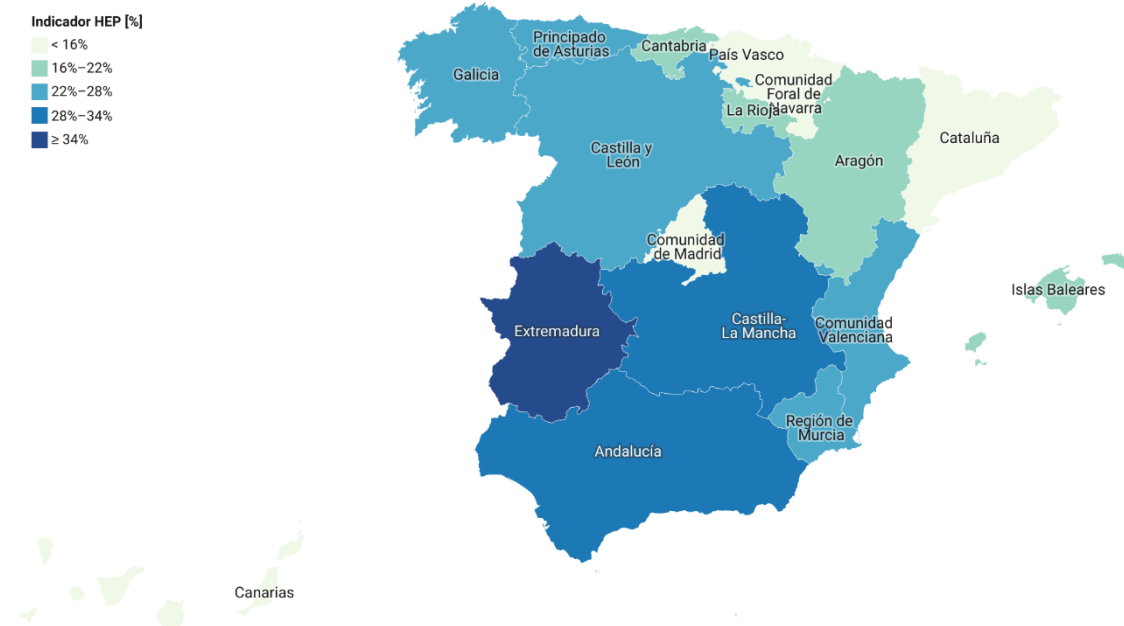 Indicador HEP [%]
< 16%
16%–22%
22%–28%
28%–34%
≥ 34%
Principado
de Asturias
Cantabria
País Vasco
Galicia
Comunidad
Foral de
Navarra
La Rioja
Cataluña
Castilla y
León
Aragón
Comunidad
de Madrid
Islas Baleares
Extremadura
Castilla-
La Mancha
Comunidad
Valenciana
Región de
Murcia
Andalucía
Canarias